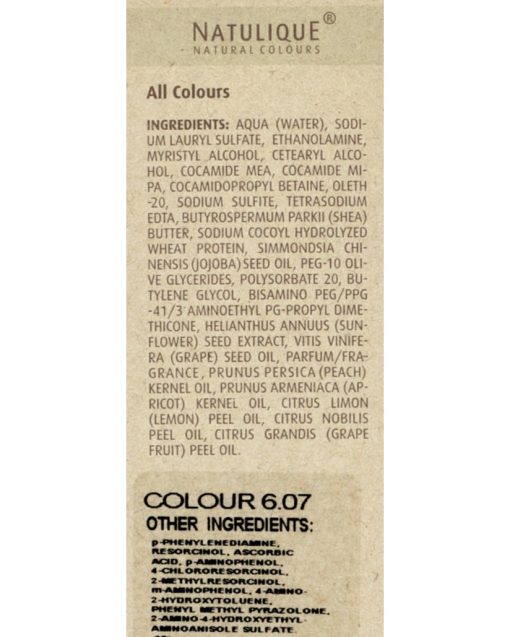 NATULIQUE®
· NATURAL COLOURS ·
All Colours
INGREDIENTS: AQUA (WATER), SODI-
UM LAURYL SULFATE, ETHANOLAMINE,
MYRISTYL ALCOHOL, CETEARYL ALCO-
HOL, COCAMIDE MEA, COCAMIDE MI-
PA, COCAMIDOPROPYL BETAINE, OLETH
-20, SODIUM SULFITE, TETRASODIUM
EDTA, BUTYROSPERMUM PARKII (SHEA)
BUTTER, SODIUM COCOYL HYDROLYZED
WHEAT PROTEIN, SIMMONDSIA CHI-
NENSIS (JOJOBA) SEED OIL, PEG-10 OLI-
VE GLYCERIDES, POLYSORBATE 20, BU-
TYLENE GLYCOL, BISAMINO PEG/PPG
-41/3 AMINOETHYL PG-PROPYL DIME-
THICONE, HELIANTHUS ANNUUS (SUN-
FLOWER) SEED EXTRACT, VITIS VINIFE-
RA (GRAPE) SEED OIL, PARFUM/FRA-
GRANCE, PRUNUS PERSICA (PEACH)
KERNEL OIL, PRUNUS ARMENIACA (AP-
RICOT) KERNEL OIL, CITRUS LIMON
(LEMON) PEEL OIL, CITRUS NOBILIS
PEEL OIL, CITRUS GRANDIS (GRAPE
FRUIT) PEEL OIL.
COLOUR 6.07
OTHER INGREDIENTS:
p-PHENYLENEDIAMINE,
RESORCINOL, ASCORBIC
ACID, p-AMINOPHENOL,
4-CHLORORESORCINOL,
2-METHYLRESORCINOL,
m-AMINOPHENOL, 4-AMINO-
2-HYDROXYTOLUENE,
PHENYL METHYL PYRAZOLONE,
2-AMINO-4-HYDROXYETHYL-
AMINOANISOLE SULFATE